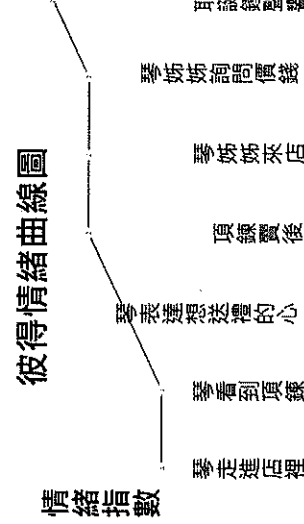 彼得情緒曲線圖
情緒指數
琴走進店裡
琴看到項鍊
琴表達想送禮的心
項鍊賣後
琴姊姊來店
琴姊姊詢問價錢